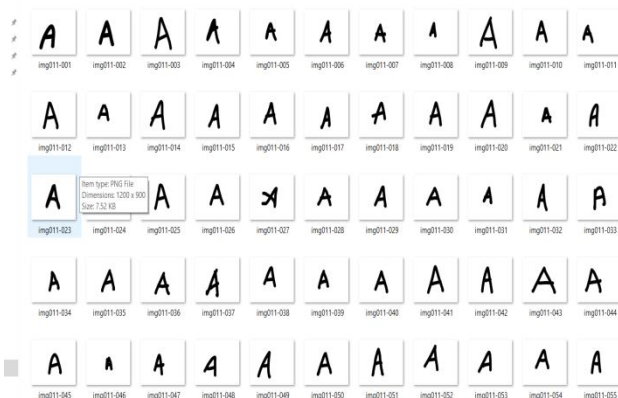 A A A A A A A A A A A
img011-001 img011-002 img011-003 img011-004 img011-005 img011-006 img011-007 img011-008 img011-009 img011-010 img011-011
A A A A A A A A A A A
img011-012 img011-013 img011-014 img011-015 img011-016 img011-017 img011-018 img011-019 img011-020 img011-021 img011-022
A A A A A A A A A A
Item type: PNG File
Dimensions: 1200 x 900
Size: 7.52 KB
img011-023 img011-024 img011-025 img011-026 img011-027 img011-028 img011-029 img011-030 img011-031 img011-032 img011-033
A A A A A A A A A A A
img011-034 img011-035 img011-036 img011-037 img011-038 img011-039 img011-040 img011-041 img011-042 img011-043 img011-044
A A A A A A A A A A A
img011-045 img011-046 img011-047 img011-048 img011-049 img011-050 img011-051 img011-052 img011-053 img011-054 img011-055